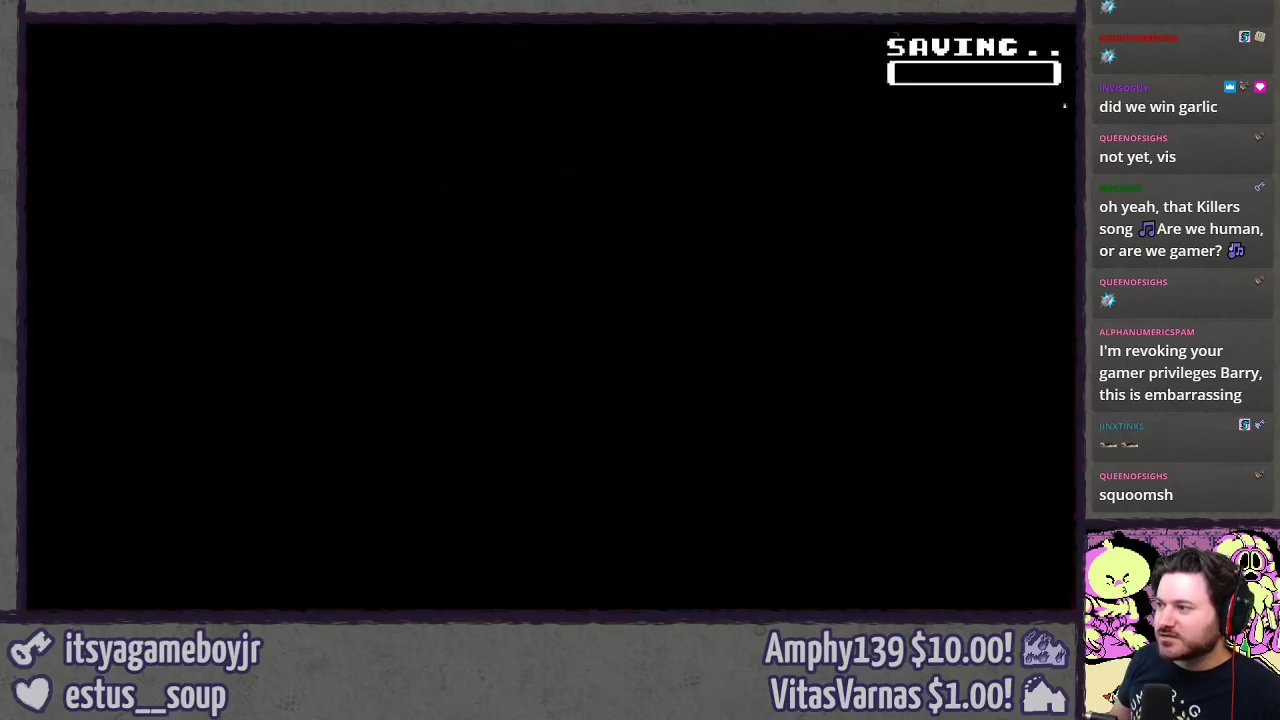 SAVING..
INVISOGUY
did we win garlic
QUEENOFSIGHS
not yet, vis
oh yeah, that Killers
song 🎵Are we human,
or are we gamer? 🎶
QUEENOFSIGHS
ALPHANUMERICSPAM
I'm revoking your
gamer privileges Barry,
this is embarrassing
JINXTINKS
QUEENOFSIGHS
squoomsh
itsyagameboyjr
estus__soup
Amphy139 $10.00!
VitasVarnas $1.00!